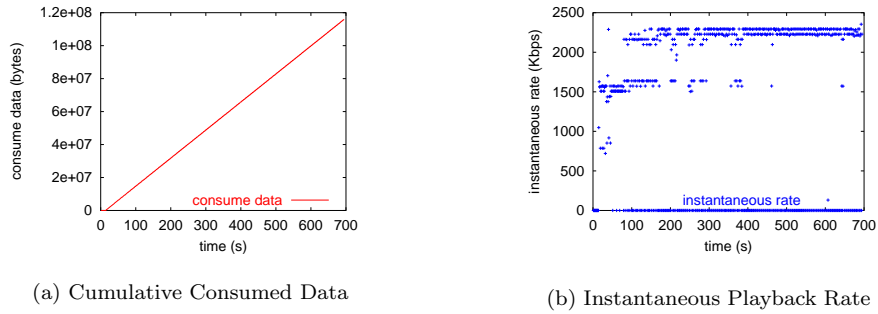 1.2e+08
1e+08
8e+07
6e+07
4e+07
2e+07
0
consume data (bytes)
consume data
0 100 200 300 400 500 600 700
time (s)
(a) Cumulative Consumed Data
2500
2000
1500
1000
500
0
instantaneous rate (Kbps)
instantaneous rate
0 100 200 300 400 500 600 700
time (s)
(b) Instantaneous Playback Rate